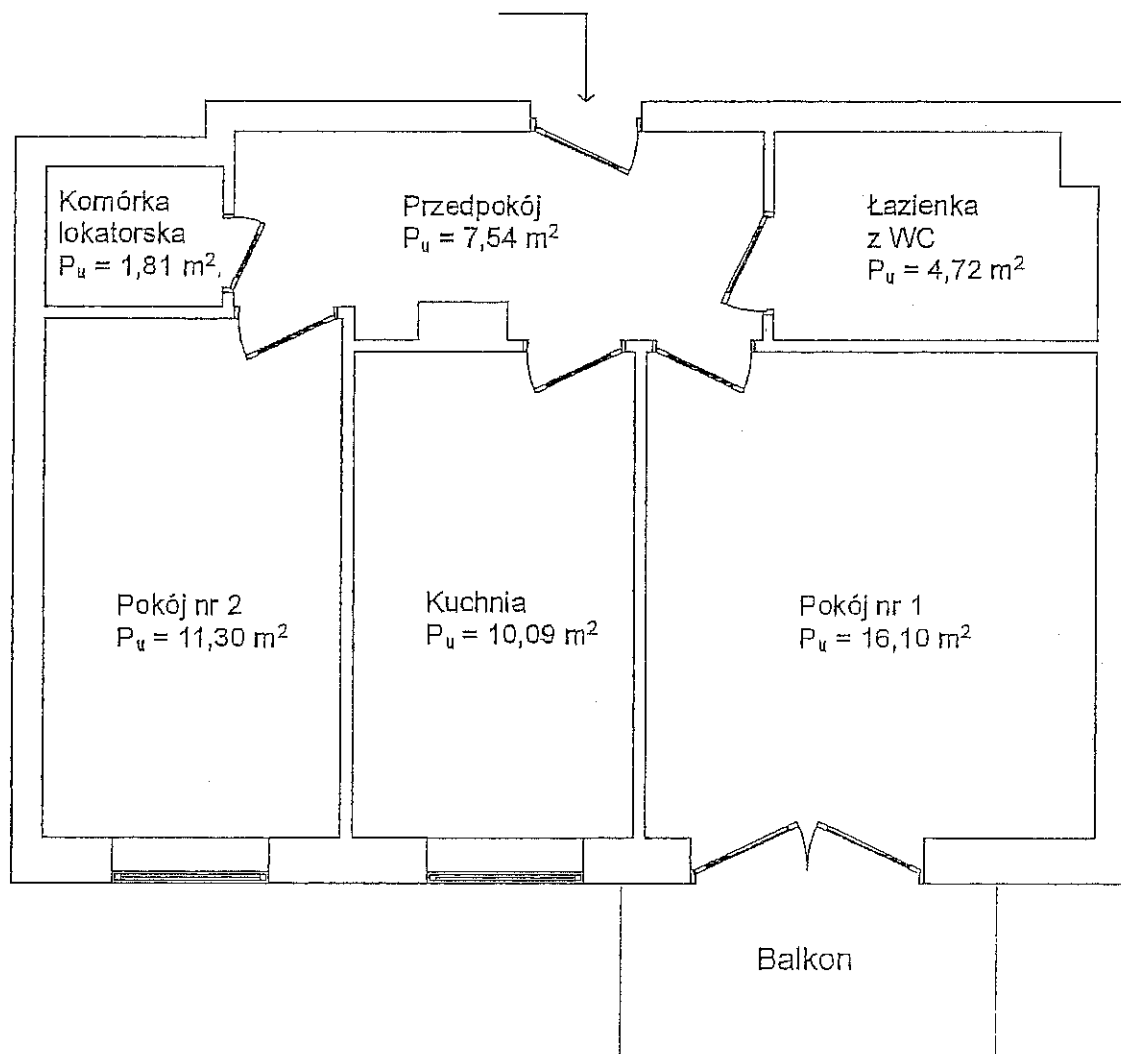 Komórka
lokatorska
Pᵤ = 1,81 m²
Przedpokój
Pᵤ = 7,54 m²
Łazienka
z WC
Pᵤ = 4,72 m²
Pokój nr 2
Pᵤ = 11,30 m²
Kuchnia
Pᵤ = 10,09 m²
Pokój nr 1
Pᵤ = 16,10 m²
Balkon